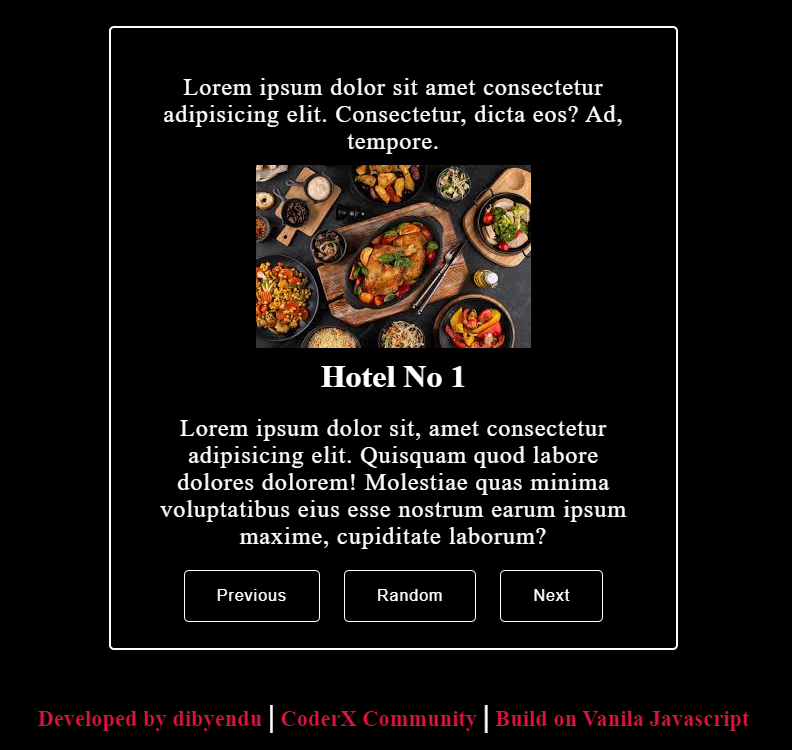 Lorem ipsum dolor sit amet consectetur
adipisicing elit. Consectetur, dicta eos? Ad,
tempore.
Hotel No 1
Lorem ipsum dolor sit, amet consectetur
adipisicing elit. Quisquam quod labore
dolores dolorem! Molestiae quas minima
voluptatibus eius esse nostrum earum ipsum
maxime, cupiditate laborum?
Previous Random Next
Developed by dibyendu | CoderX Community | Build on Vanila Javascript